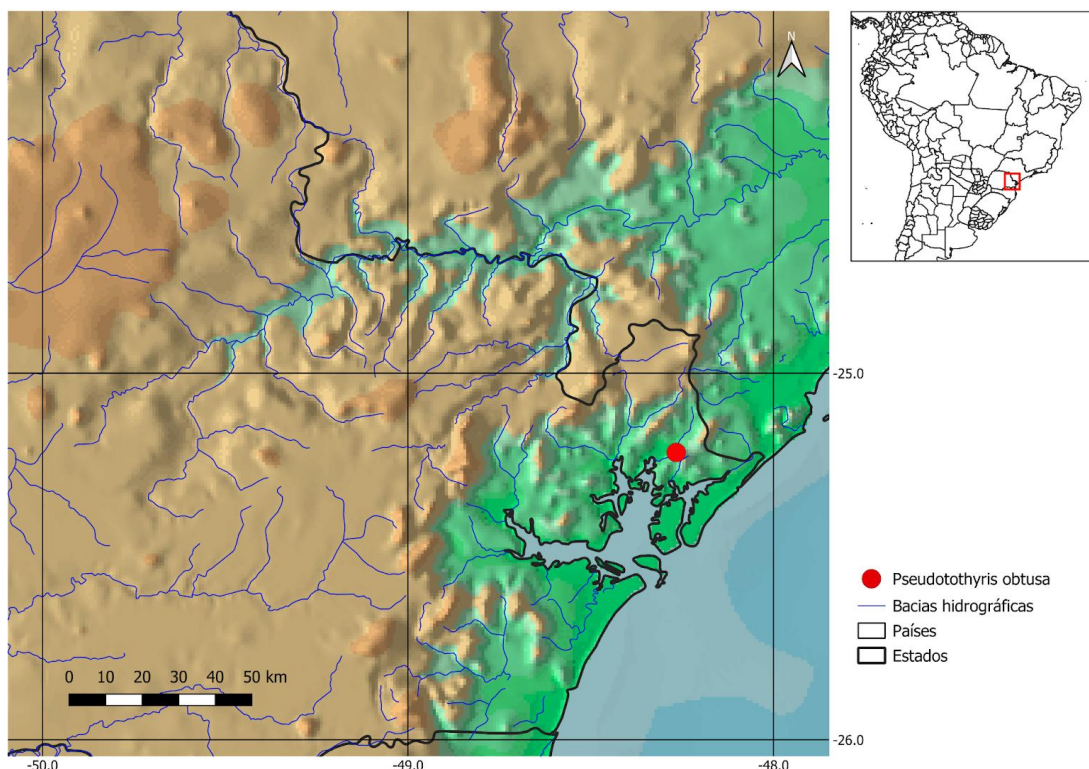 N
-25.0
-26.0
-50.0
-49.0
-48.0
0 10 20 30 40 50 km
Pseudotothyris obtusa
Bacias hidrográficas
Países
Estados